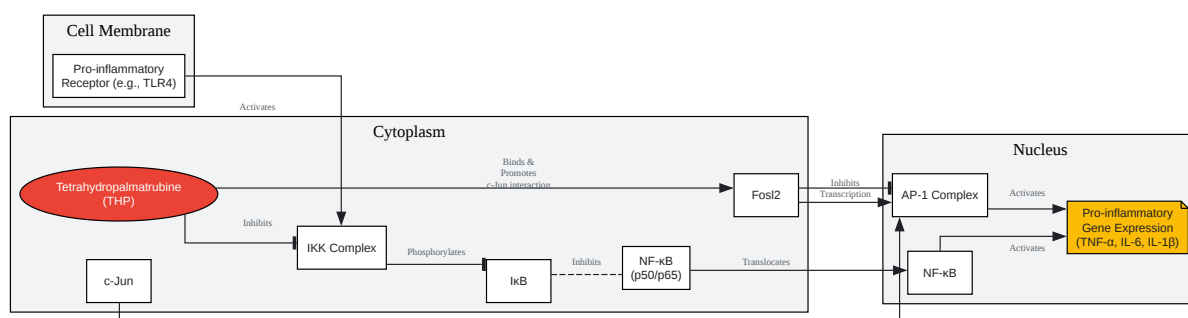 Cell Membrane
Pro-inflammatory
Receptor (e.g., TLR4)
Activates
Cytoplasm
Nucleus
Binds &
Promotes
c-Jun interaction
Tetrahydropalmatrubine
(THP)
Fosl2
Inhibits
Transcription
AP-1 Complex
Activates
Pro-inflammatory
Gene Expression
(TNF-α, IL-6, IL-1β)
Inhibits
IKK Complex
Phosphorylates
IκB
Inhibits
NF-κB
(p50/p65)
Translocates
NF-κB
Activates
c-Jun